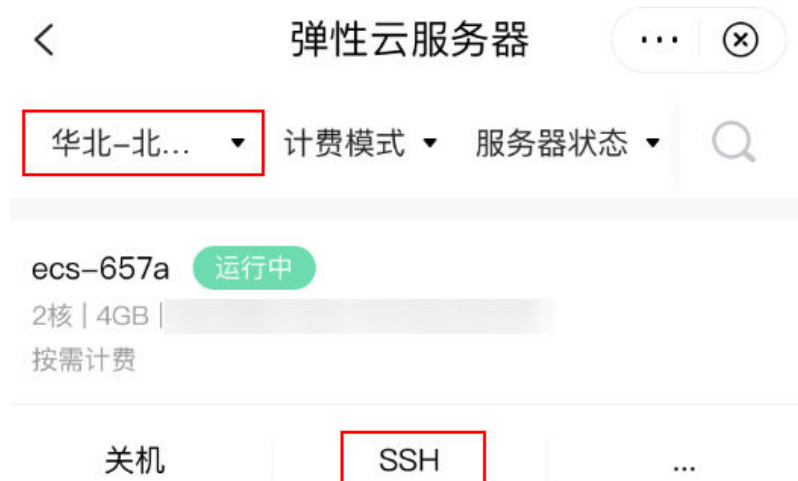 弹性云服务器
华北-北... 计费模式 服务器状态
ecs-657a 运行中
2核 | 4GB |
按需计费
关机 SSH ...